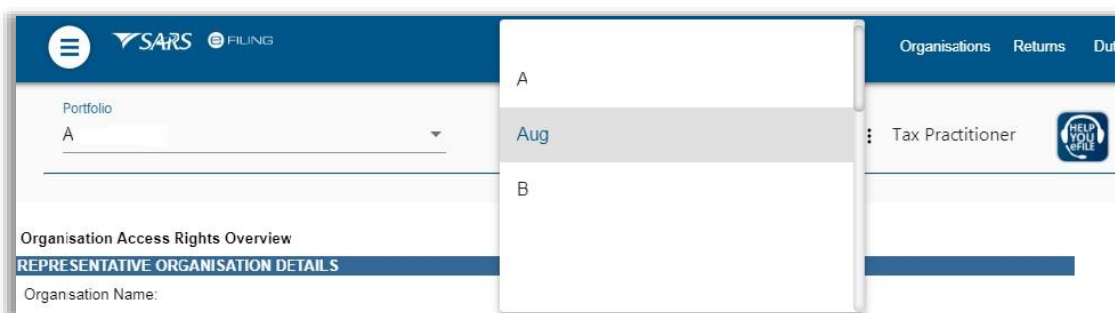 SARS eFILING
Organisations Returns
Portfolio
A
A
Aug
B
Tax Practitioner
HELP
YOU
eFILE
Organisation Access Rights Overview
REPRESENTATIVE ORGANISATION DETAILS
Organisation Name: